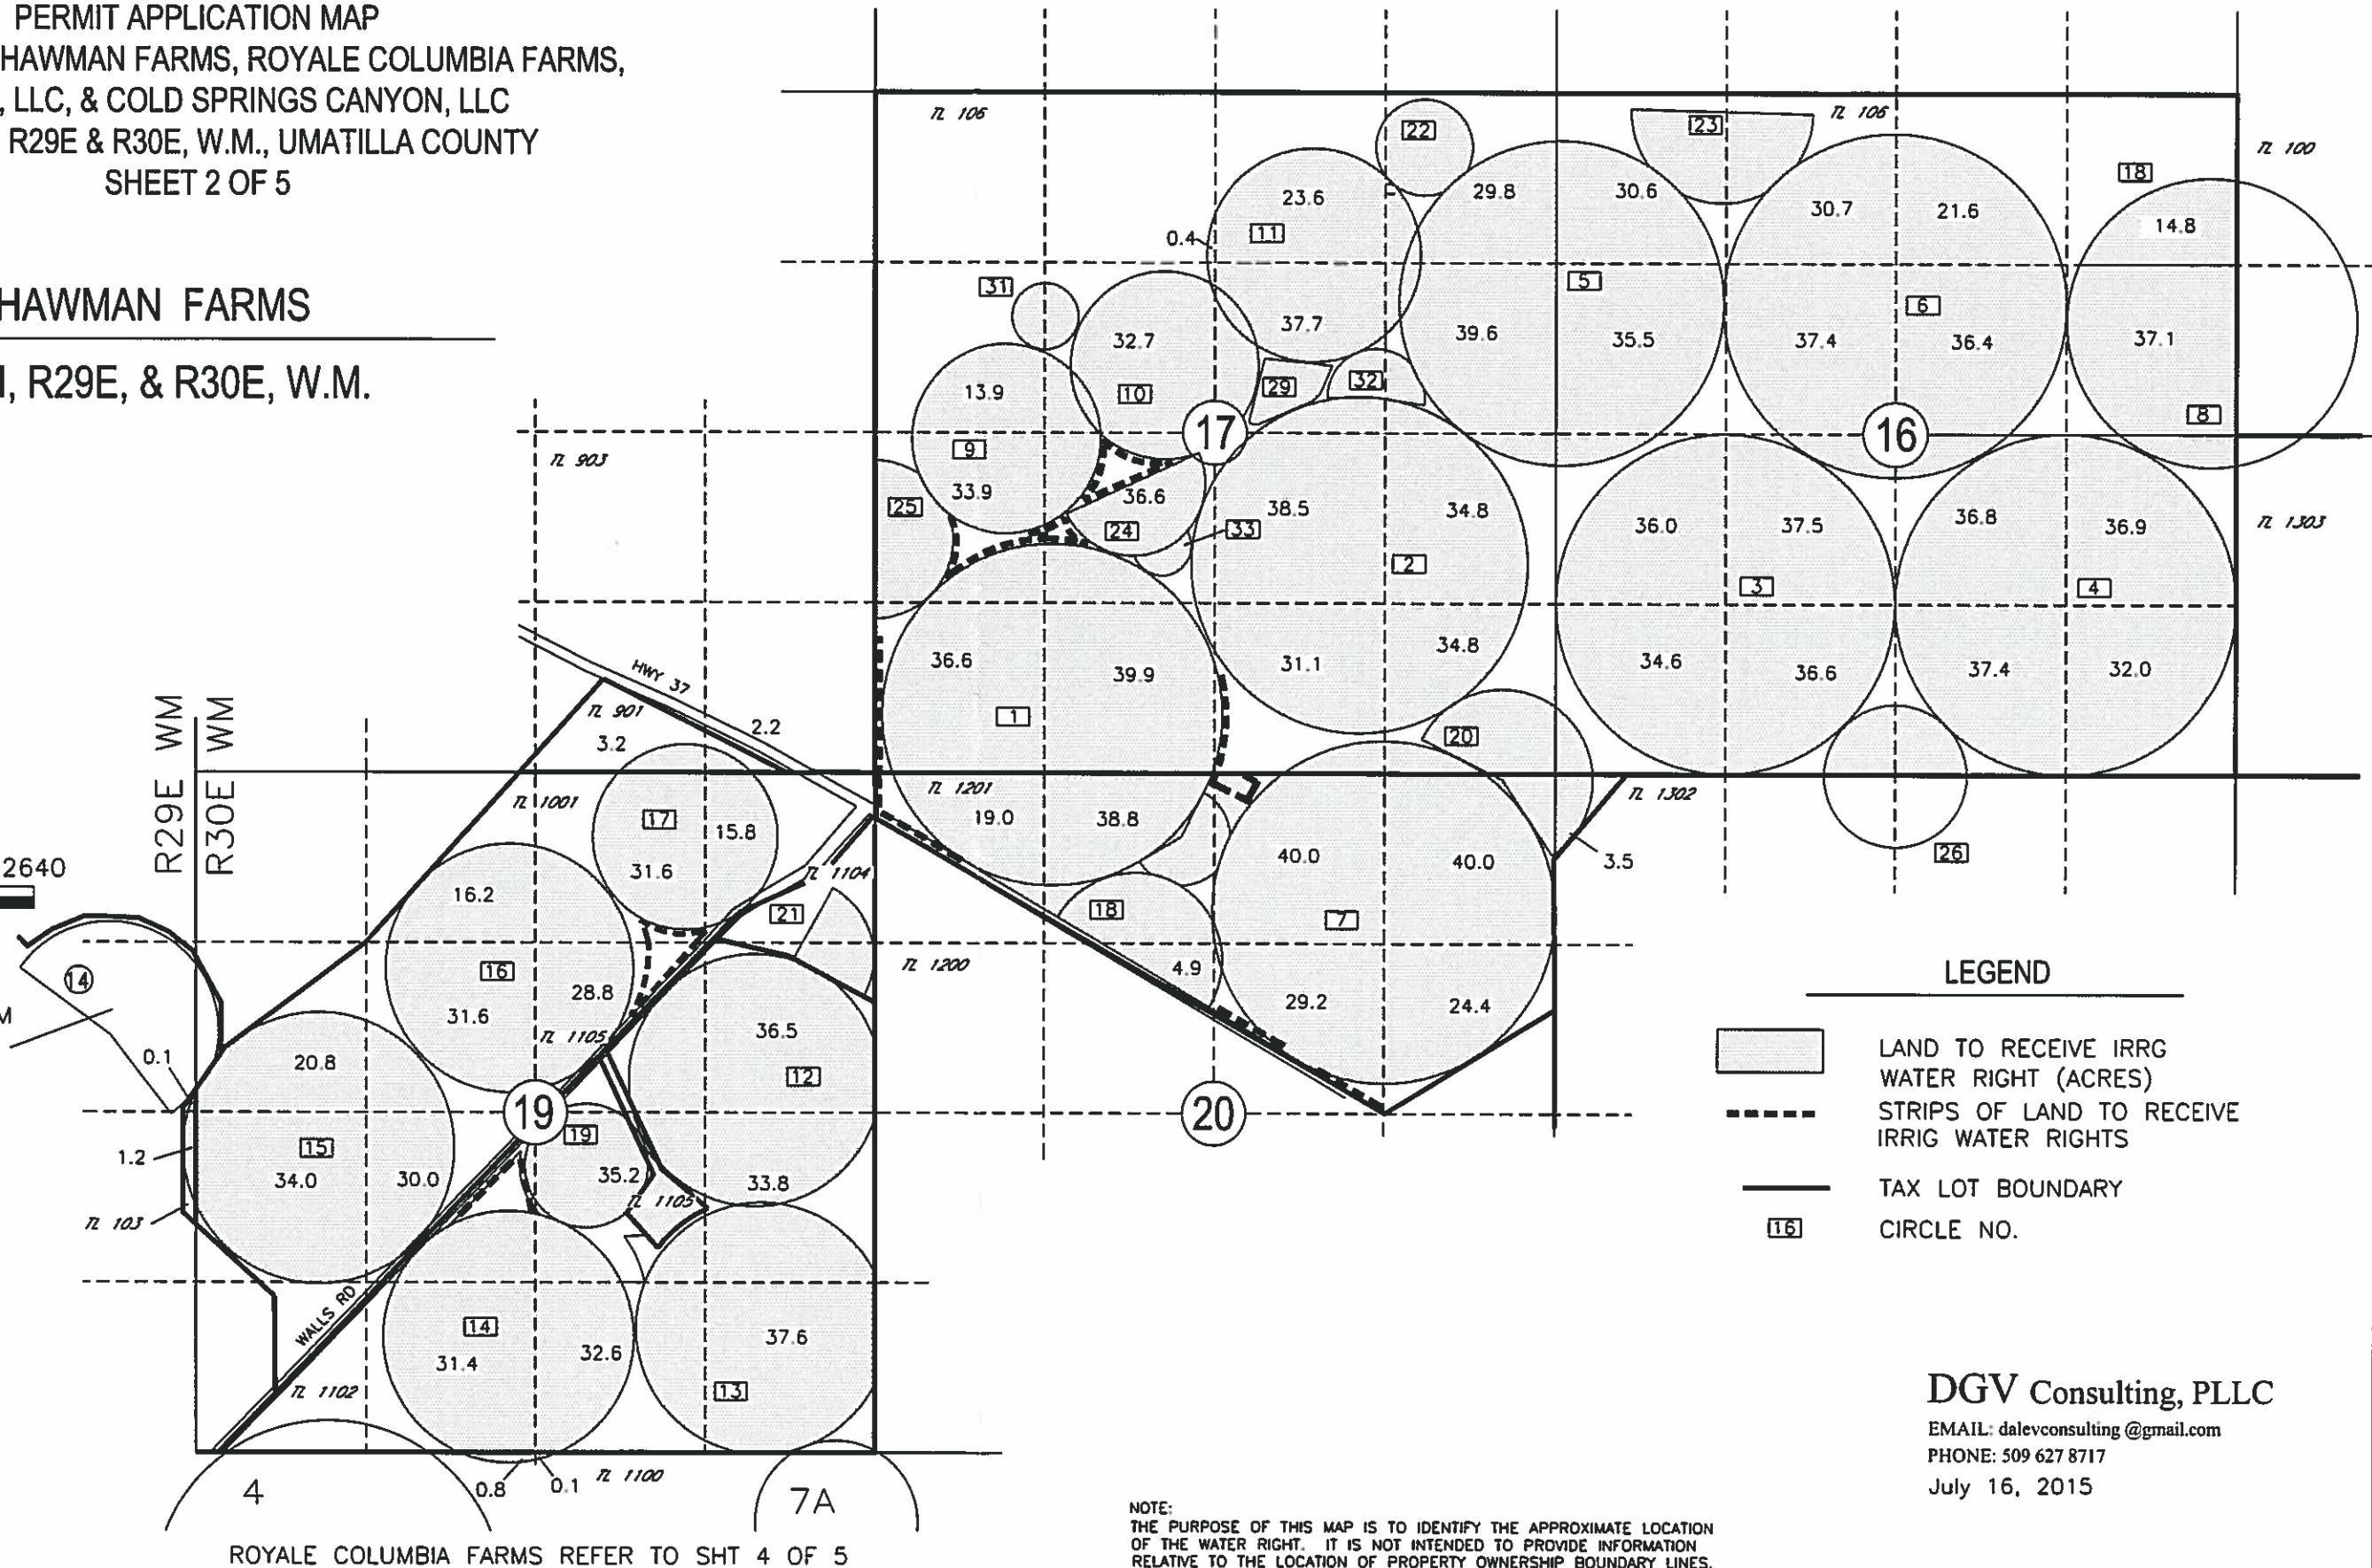 PERMIT APPLICATION MAP
HAWMAN FARMS, ROYALE COLUMBIA FARMS,
, LLC, & COLD SPRINGS CANYON, LLC
R29E & R30E, W.M., UMATILLA COUNTY
SHEET 2 OF 5
HAWMAN FARMS
, R29E, & R30E, W.M.
TL 106
22
23
TL 106
TL 100
18
23.6
29.8
30.6
30.7
21.6
14.8
11
0.4
31
5
6
32.7
37.7
39.6
35.5
37.4
36.4
37.1
13.9
10
29
32
8
17
16
TL 903
9
33.9
25
36.6
24
33
38.5
34.8
36.0
37.5
36.8
36.9
TL 1303
2
3
4
36.6
39.9
31.1
34.8
34.6
36.6
37.4
32.0
HWY 37
R29E WM
R30E WM
TL 901
3.2
2.2
1
20
TL 1001
TL 1201
TL 1302
17
15.8
19.0
38.8
2640
31.6
TL 1104
40.0
40.0
3.5
26
16.2
21
18
7
14
16
TL 1200
4.9
M
31.6
28.8
29.2
24.4
0.1
20.8
TL 1105
36.5
12
19
20
15
19
1.2
34.0
30.0
35.2
33.8
TL 103
TL 1105
WALLS RD
14
31.4
32.6
37.6
13
TL 1102
4
0.8
0.1
TL 1100
7A
ROYALE COLUMBIA FARMS REFER TO SHT 4 OF 5
LEGEND
LAND TO RECEIVE IRRG
WATER RIGHT (ACRES)
STRIPS OF LAND TO RECEIVE
IRRIG WATER RIGHTS
TAX LOT BOUNDARY
16
CIRCLE NO.
DGV Consulting, PLLC
EMAIL: dalevconsulting @gmail.com
PHONE: 509 627 8717
July 16, 2015
NOTE:
THE PURPOSE OF THIS MAP IS TO IDENTIFY THE APPROXIMATE LOCATION
OF THE WATER RIGHT. IT IS NOT INTENDED TO PROVIDE INFORMATION
RELATIVE TO THE LOCATION OF PROPERTY OWNERSHIP BOUNDARY LINES.